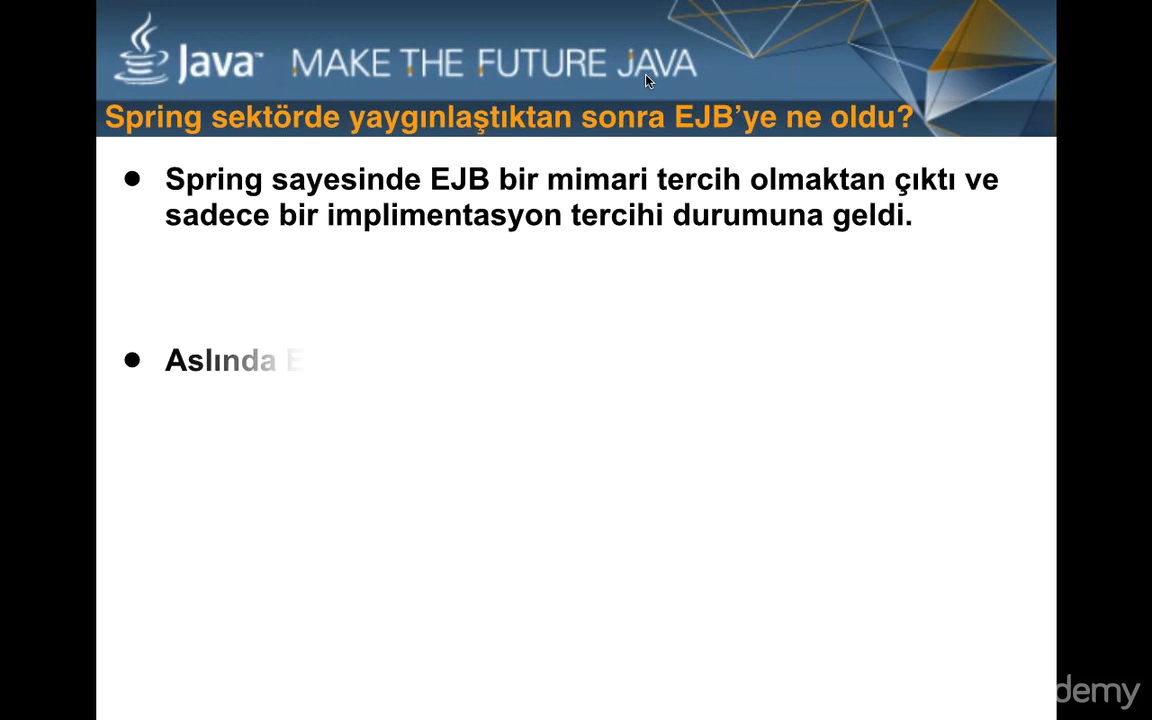 Java™ MAKE THE FUTURE JAVA
Spring sektörde yaygınlaştıktan sonra EJB’ye ne oldu?
● Spring sayesinde EJB bir mimari tercih olmaktan çıktı ve
sadece bir implimentasyon tercihi durumuna geldi.
● Aslında
demy